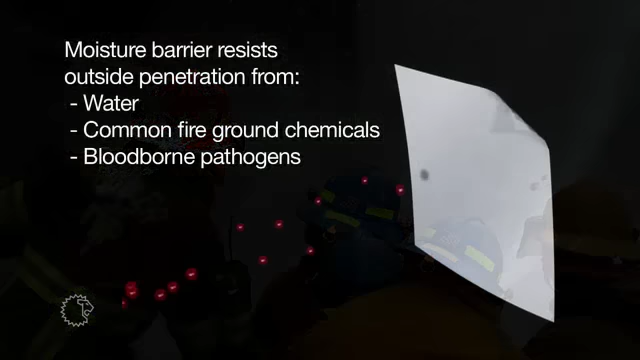 Moisture barrier resists
outside penetration from:
- Water
- Common fire ground chemicals
- Bloodborne pathogens